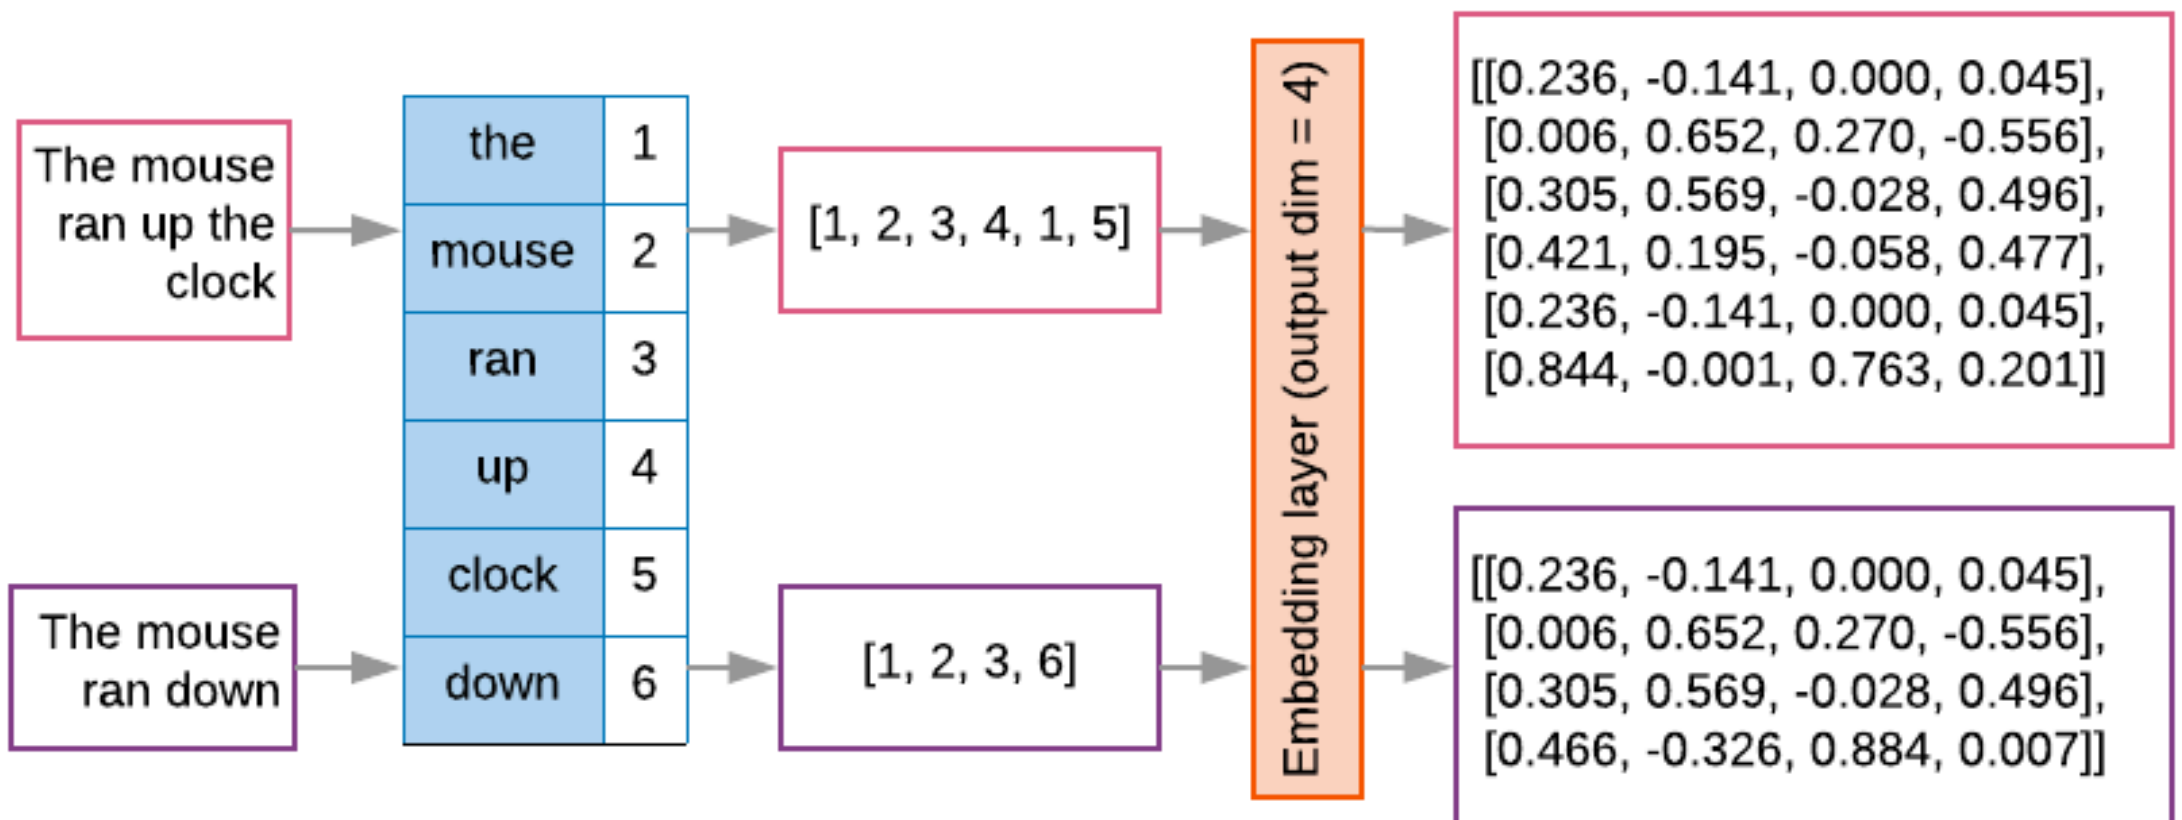 The mouse
ran up the
clock
the 1
mouse 2
ran 3
up 4
clock 5
down 6
[1, 2, 3, 4, 1, 5]
Embedding layer (output dim = 4)
[[0.236, -0.141, 0.000, 0.045],
[0.006, 0.652, 0.270, -0.556],
[0.305, 0.569, -0.028, 0.496],
[0.421, 0.195, -0.058, 0.477],
[0.236, -0.141, 0.000, 0.045],
[0.844, -0.001, 0.763, 0.201]]
The mouse
ran down
[1, 2, 3, 6]
[[0.236, -0.141, 0.000, 0.045],
[0.006, 0.652, 0.270, -0.556],
[0.305, 0.569, -0.028, 0.496],
[0.466, -0.326, 0.884, 0.007]]